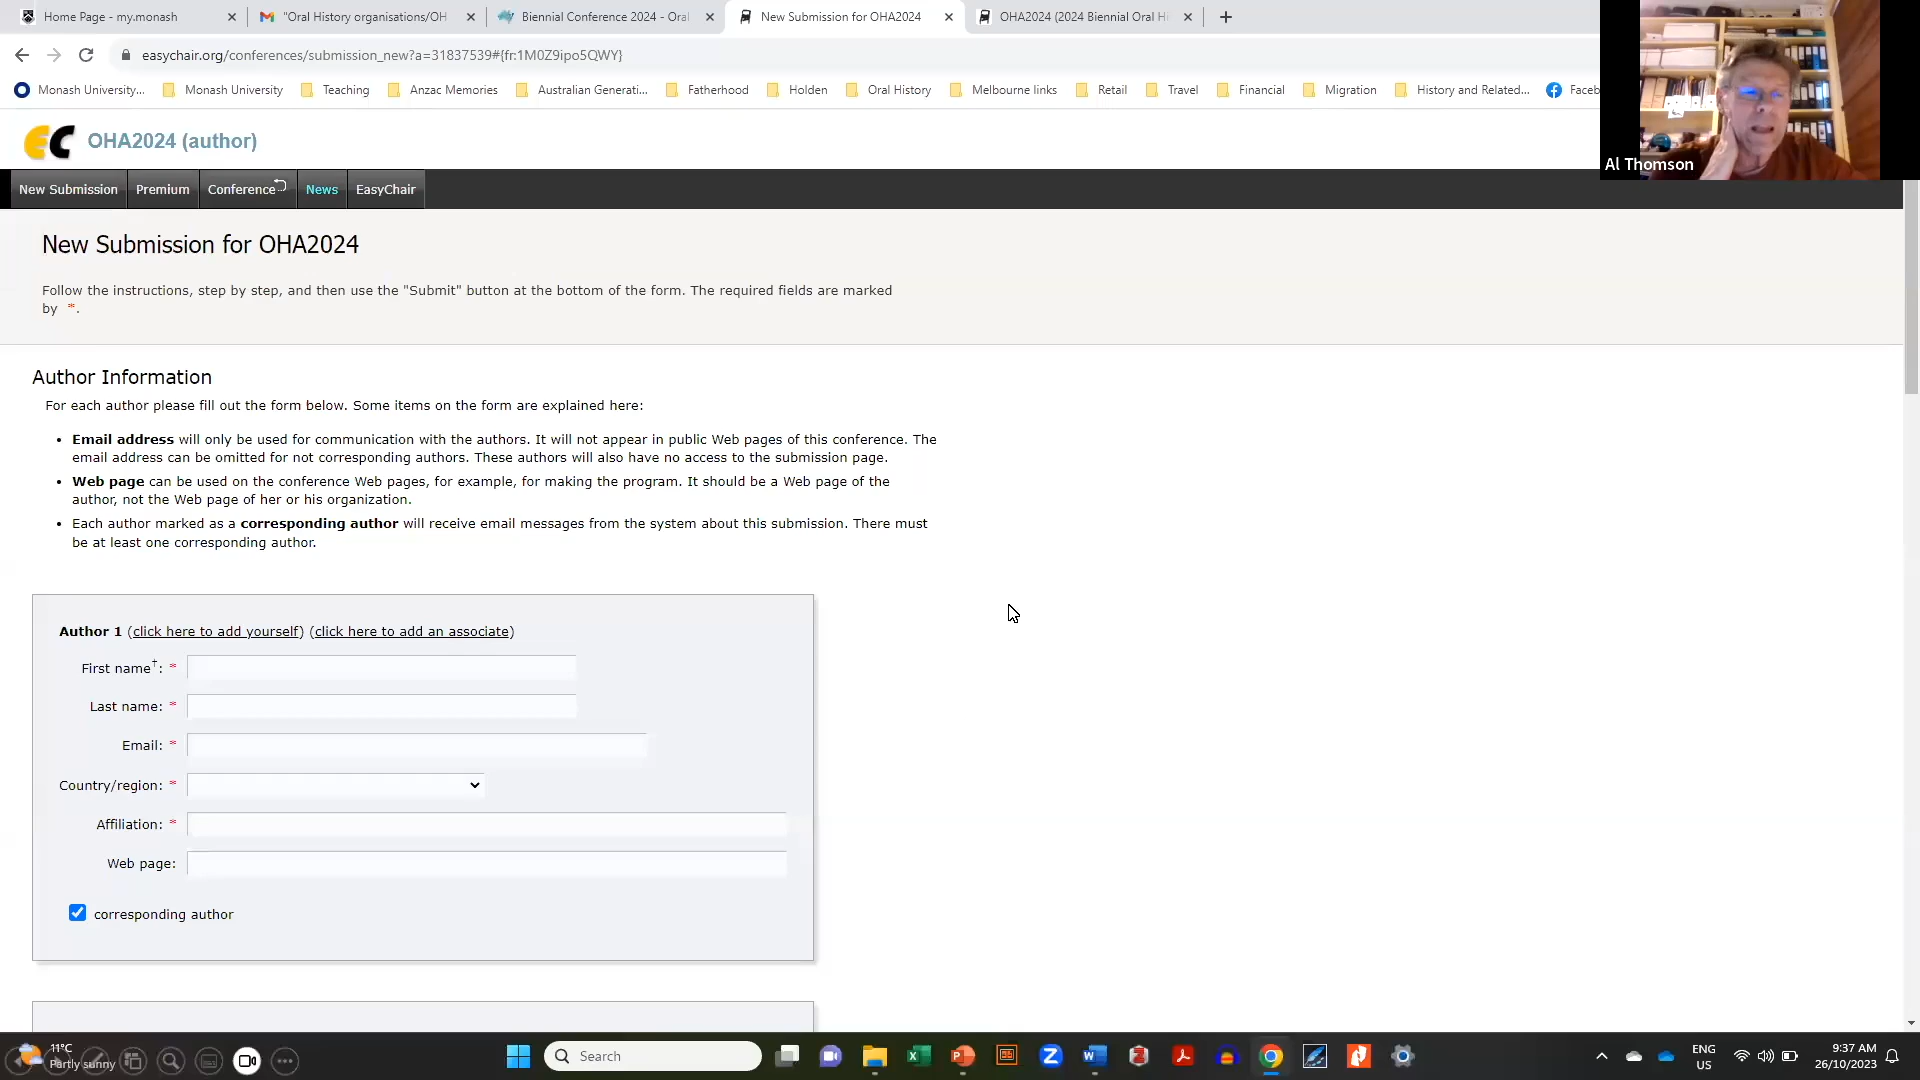 Home Page - my.monash
"Oral History organisations/OH
Biennial Conference 2024 - Oral
New Submission for OHA2024
OHA2024 (2024 Biennial Oral Hi
easychair.org/conferences/submission_new?a=31837539#{fr:1M0Z9ipo5QWY}
Monash University...
Monash University
Teaching
Anzac Memories
Australian Generati...
Fatherhood
Holden
Oral History
Melbourne links
Retail
Travel
Financial
Migration
History and Related...
Faceb
Al Thomson
EC
OHA2024 (author)
New Submission
Premium
Conference
News
EasyChair
New Submission for OHA2024
Follow the instructions, step by step, and then use the "Submit" button at the bottom of the form. The required fields are marked
by *.
Author Information
For each author please fill out the form below. Some items on the form are explained here:
• Email address will only be used for communication with the authors. It will not appear in public Web pages of this conference. The
email address can be omitted for not corresponding authors. These authors will also have no access to the submission page.
• Web page can be used on the conference Web pages, for example, for making the program. It should be a Web page of the
author, not the Web page of her or his organization.
• Each author marked as a corresponding author will receive email messages from the system about this submission. There must
be at least one corresponding author.
Author 1 (click here to add yourself) (click here to add an associate)
First name†: *
Last name: *
Email: *
Country/region: *
Affiliation: *
Web page:
corresponding author
11°C
Partly sunny
Search
ENG
US
9:37 AM
26/10/2023